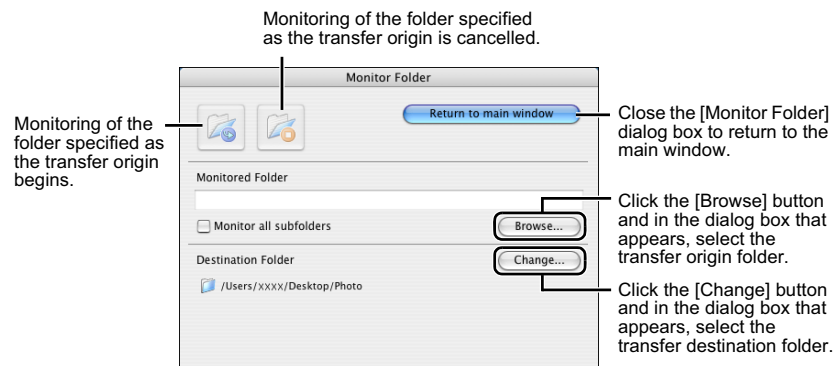 Monitoring of the folder specified
as the transfer origin is cancelled.
Monitor Folder
Monitoring of the
folder specified as
the transfer origin
begins.
Return to main window
Close the [Monitor Folder]
dialog box to return to the
main window.
Monitored Folder
Monitor all subfolders
Browse...
Click the [Browse] button
and in the dialog box that
appears, select the
transfer origin folder.
Destination Folder
Change...
/Users/xxxx/Desktop/Photo
Click the [Change] button
and in the dialog box that
appears, select the
transfer destination folder.